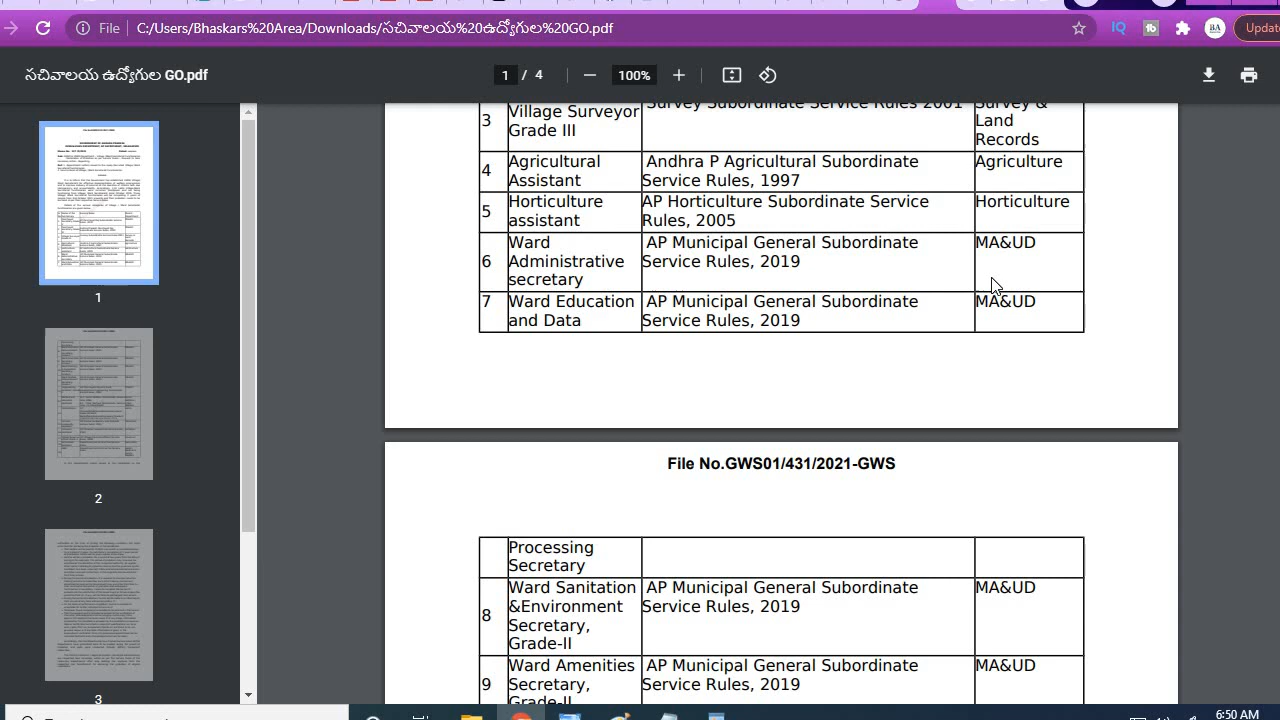 File
C:/Users/Bhaskars%20Area/Downloads/సచివాలయ%20ఉద్యోగుల%20GO.pdf
IQ
tb
BA
Update
సచివాలయ ఉద్యోగుల GO.pdf
1 / 4
100%
1
2
3
3 Village Surveyor Survey Subordinate Service Rules 2001 Survey &
Grade III Land
Records
4 Agricultural Andhra P Agricultural Subordinate Agriculture
Assistant Service Rules, 1997
5 Horticulture AP Horticulture Subordinate Service Horticulture
assistant Rules, 2005
6 Ward AP Municipal General Subordinate MA&UD
Administrative Service Rules, 2019
secretary
7 Ward Education AP Municipal General Subordinate MA&UD
and Data Service Rules, 2019
File No.GWS01/431/2021-GWS
Processing
Secretary
8 Ward Sanitation AP Municipal General Subordinate MA&UD
&Environment Service Rules, 2019
Secretary,
Grade-II
9 Ward Amenities AP Municipal General Subordinate MA&UD
Secretary, Service Rules, 2019
Grade-II
6:50 AM